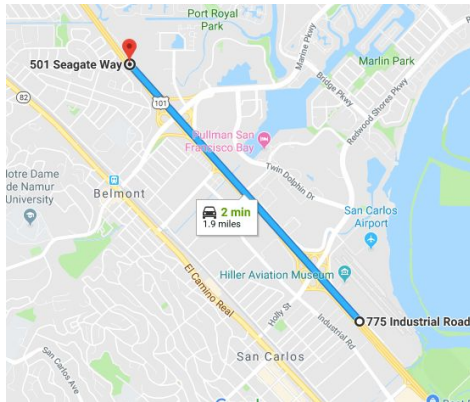 Port Royal
Park
501 Seagate Way
Marine Pkwy
Marlin Park
Bridge Pkwy
82
101
Redwood Shores Pkwy
Pullman San
Francisco Bay
Notre Dame
de Namur
University
Twin Dolphin Dr
Belmont
2 min
1.9 miles
San Carlos
Airport
El Camino Real
Hiller Aviation Museum
Holly St
775 Industrial Road
Industrial Rd
San Carlos
San Carlos Ave